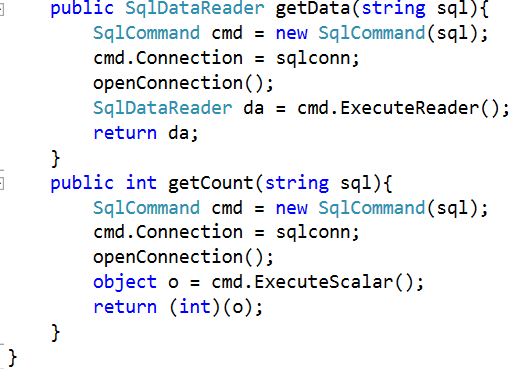 public SqlDataReader getData(string sql){
SqlCommand cmd = new SqlCommand(sql);
cmd.Connection = sqlconn;
openConnection();
SqlDataReader da = cmd.ExecuteReader();
return da;
}
public int getCount(string sql){
SqlCommand cmd = new SqlCommand(sql);
cmd.Connection = sqlconn;
openConnection();
object o = cmd.ExecuteScalar();
return (int)(o);
}
}